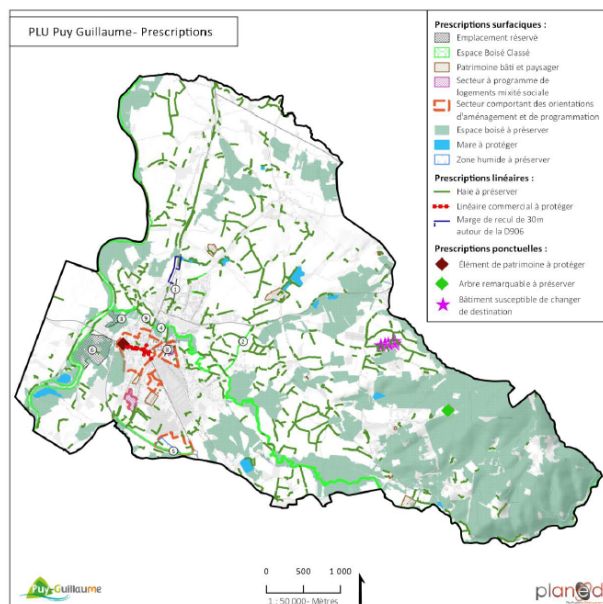 PLU Puy Guillaume- Prescriptions
Prescriptions surfaciques :
Emplacement réservé
Espace Boisé Classé
Patrimoine bâti et paysager
Secteur à programme de
logements mixité sociale
Secteur comportant des orientations
d'aménagement et de programmation
Espace boisé à préserver
Mare à protéger
Zone humide à préserver
Prescriptions linéaires :
Haie à préserver
Linéaire commercial à protéger
Marge de recul de 30m
autour de la D906
Prescriptions ponctuelles :
Élément de patrimoine à protéger
Arbre remarquable à préserver
Bâtiment susceptible de changer
de destination
Puy-Guillaume
0 500 1 000
1 : 50 000- Mètres
planed